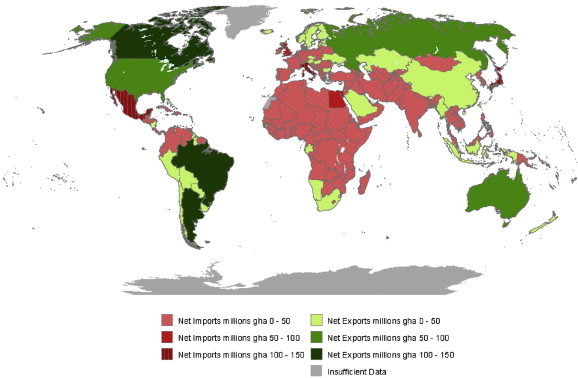 Net Imports millions gha 0 - 50
Net Exports millions gha 0 - 50
Net Imports millions gha 50 - 100
Net Exports millions gha 50 - 100
Net Imports millions gha 100 - 150
Net Exports millions gha 100 - 150
Insufficient Data